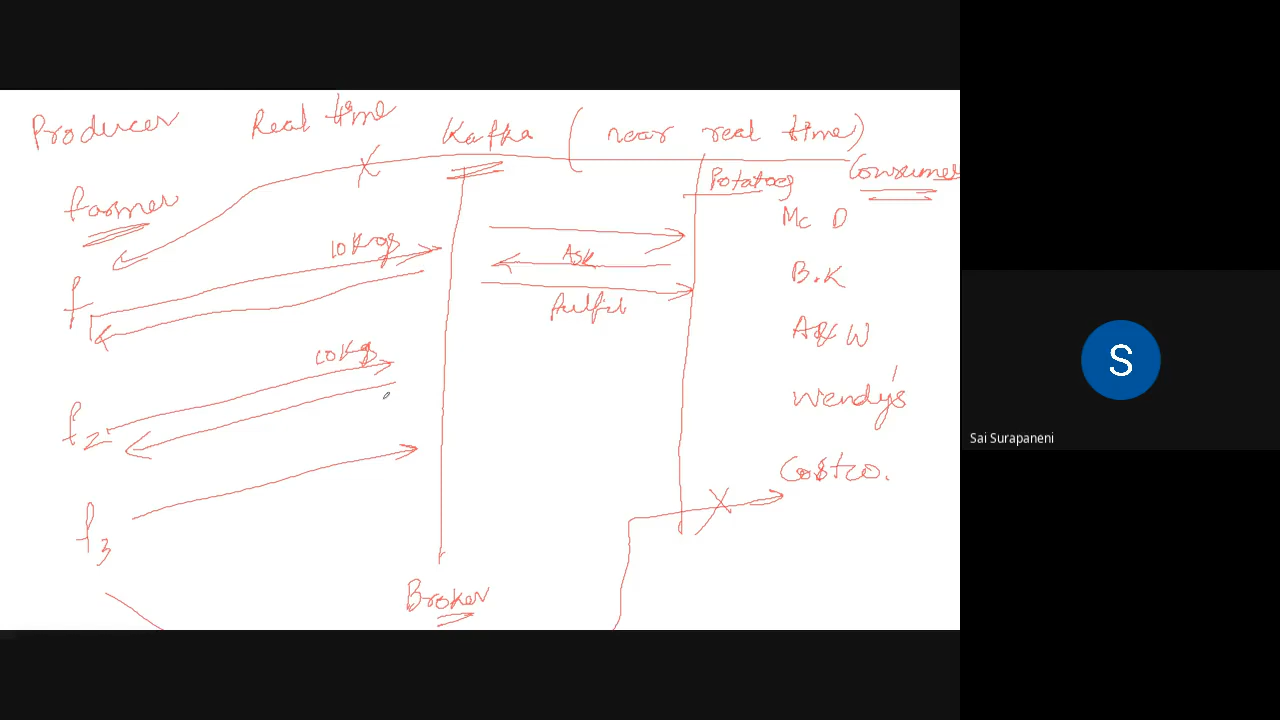 Producer Real time Kafka ( near real time)
Consumer
Potatoes
farmer
Mc D
10 Kgs
Ask
B.K
f1
Fulfil
A&W
10 Kgs
Wendy's
f2
Costco.
f3
Broker
S
Sai Surapaneni